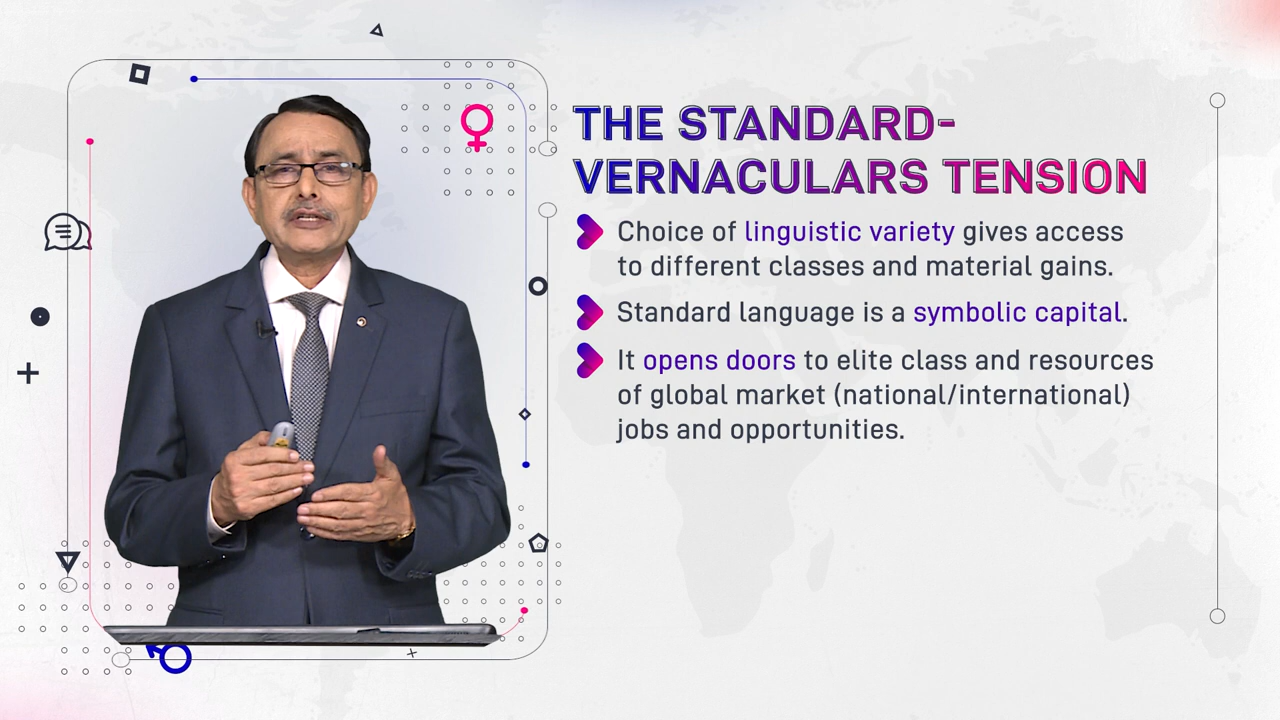 THE STANDARD-
VERNACULARS TENSION
Choice of linguistic variety gives access
to different classes and material gains.
Standard language is a symbolic capital.
It opens doors to elite class and resources
of global market (national/international)
jobs and opportunities.